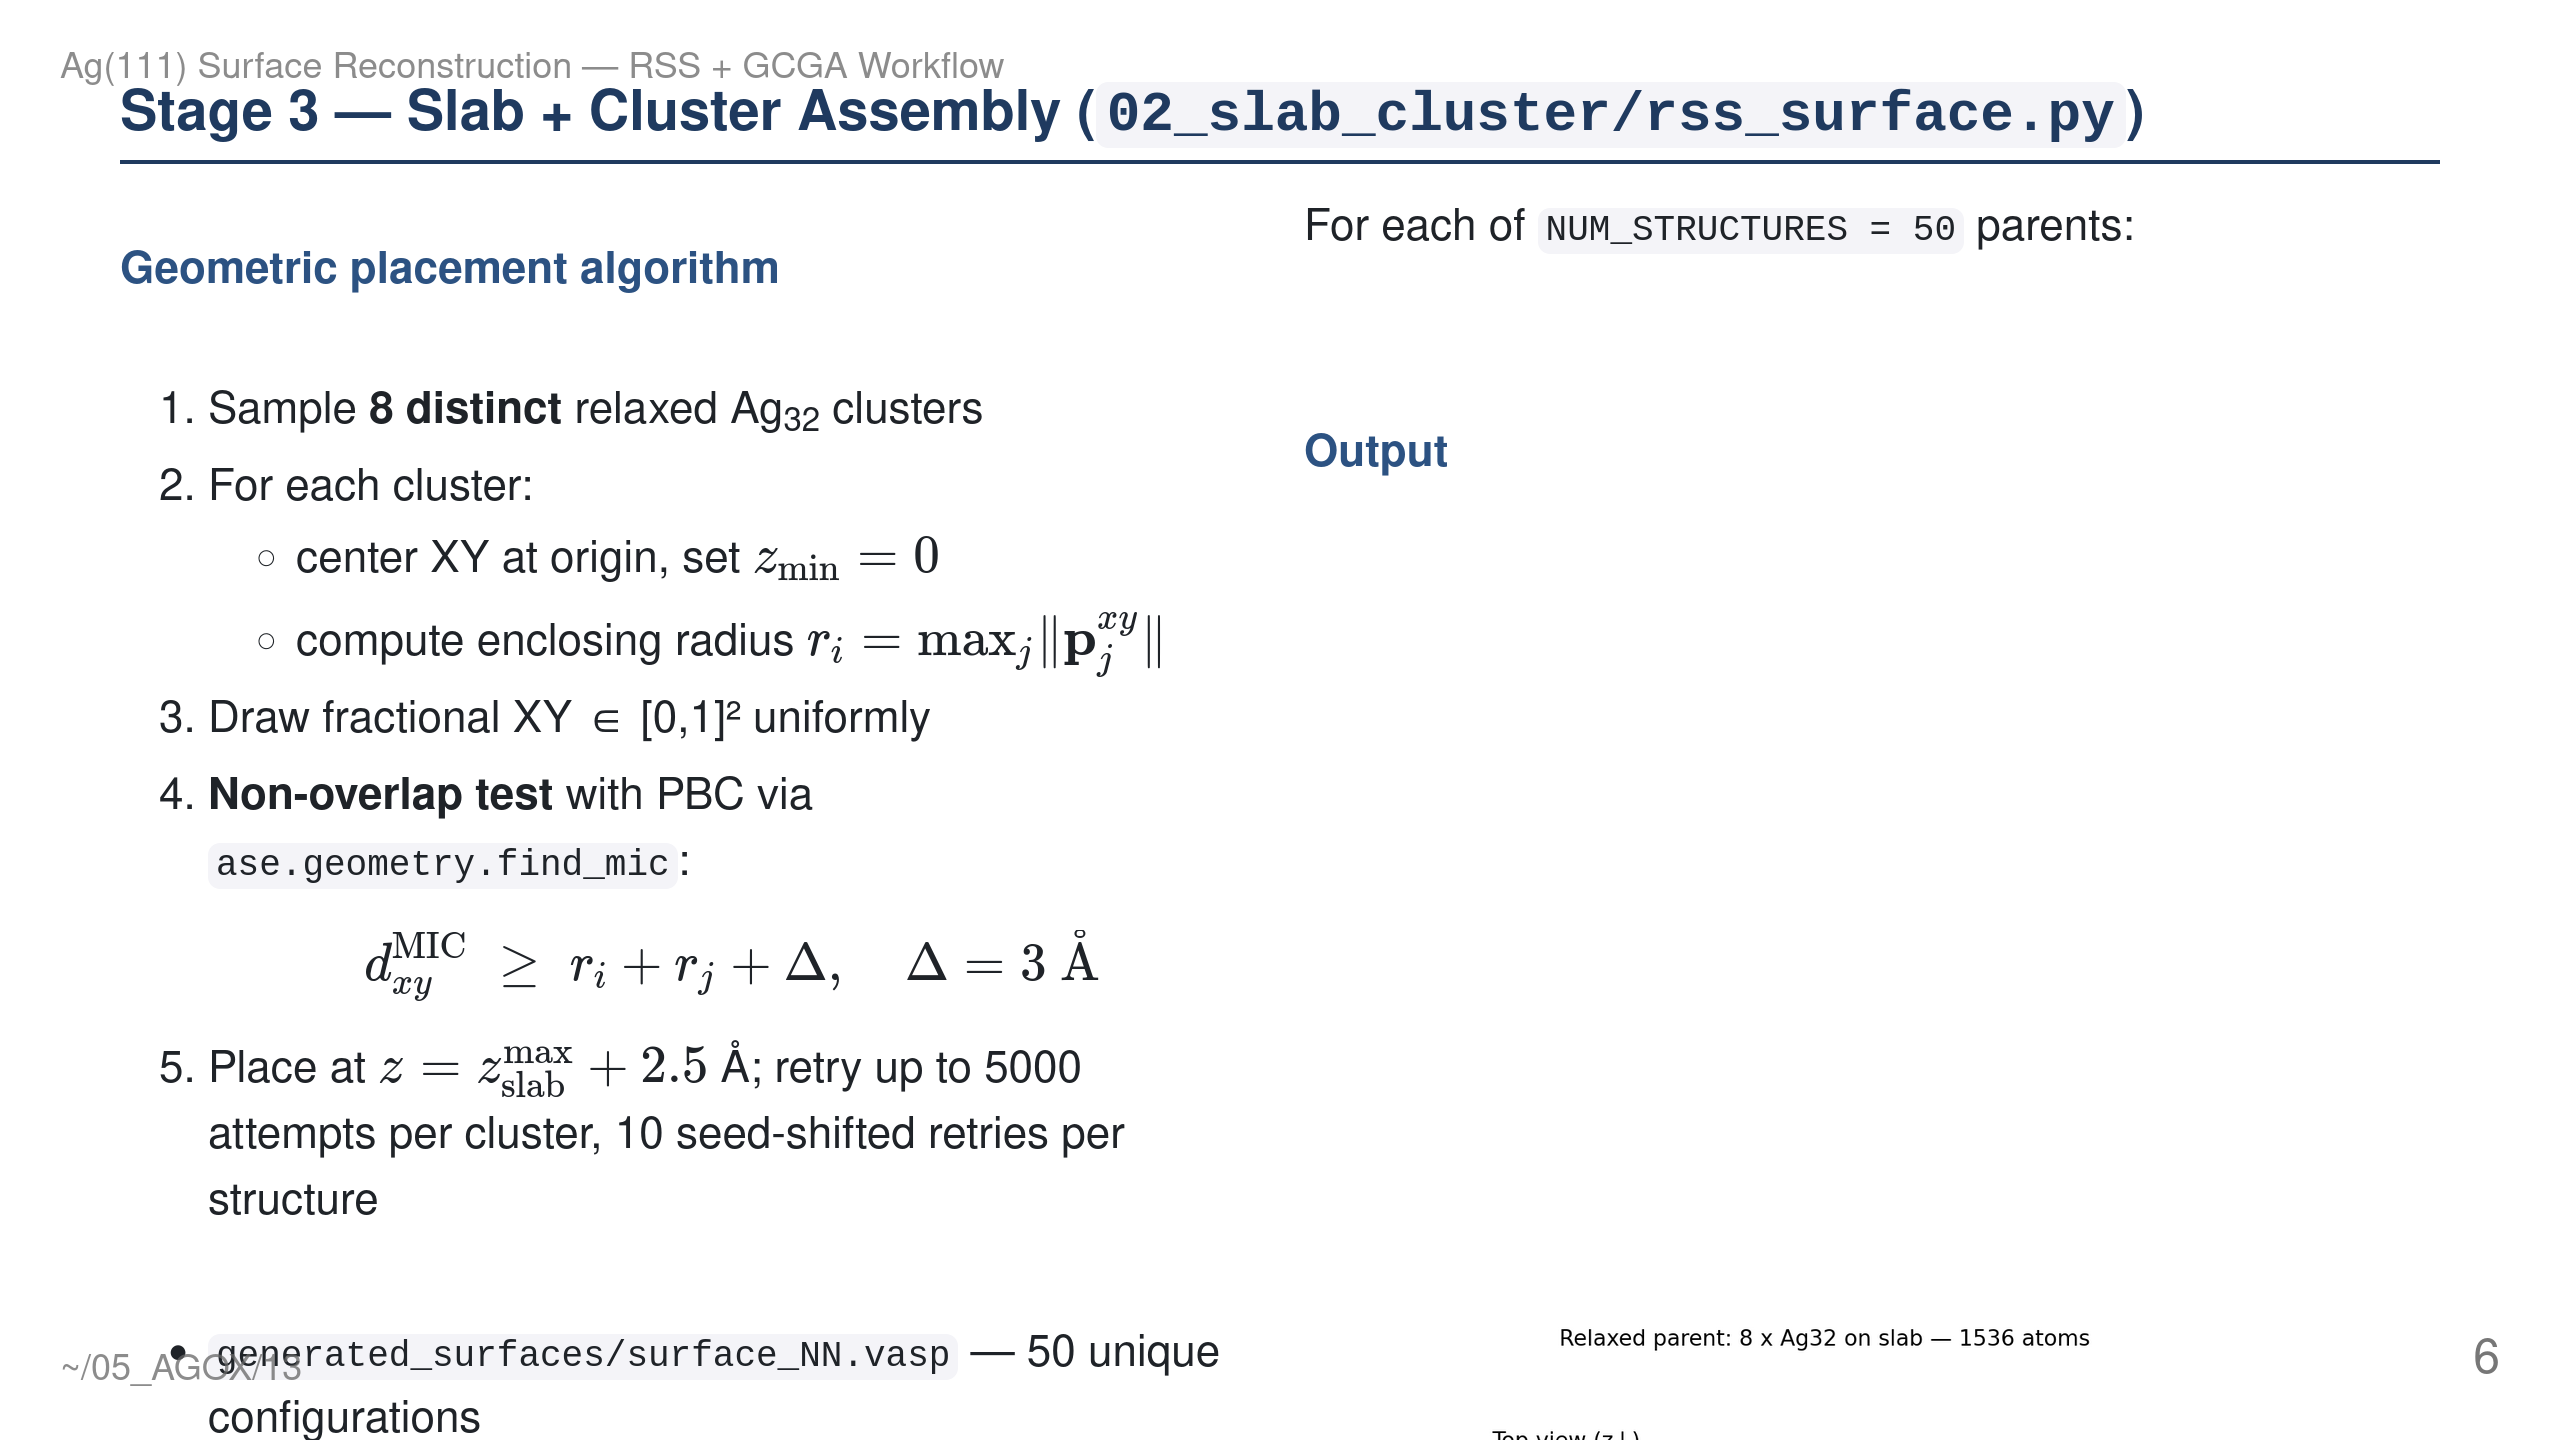 Ag(111) Surface Reconstruction — RSS + GCGA Workflow
Stage 3 — Slab + Cluster Assembly (02_slab_cluster/rss_surface.py)
Geometric placement algorithm
1. Sample 8 distinct relaxed Ag₃₂ clusters
2. For each cluster:
○ center XY at origin, set z_min = 0
○ compute enclosing radius r_i = max_j‖p_j^xy‖
3. Draw fractional XY ∈ [0,1]² uniformly
4. Non-overlap test with PBC via
ase.geometry.find_mic:
d_xy^MIC ≥ r_i + r_j + Δ, Δ = 3 Å
5. Place at z = z_slab^max + 2.5 Å; retry up to 5000
attempts per cluster, 10 seed-shifted retries per
structure
• generated_surfaces/surface_NN.vasp — 50 unique
configurations
For each of NUM_STRUCTURES = 50 parents:
Output
Relaxed parent: 8 x Ag32 on slab — 1536 atoms
Top view (z
~/05_AGOX/13
6